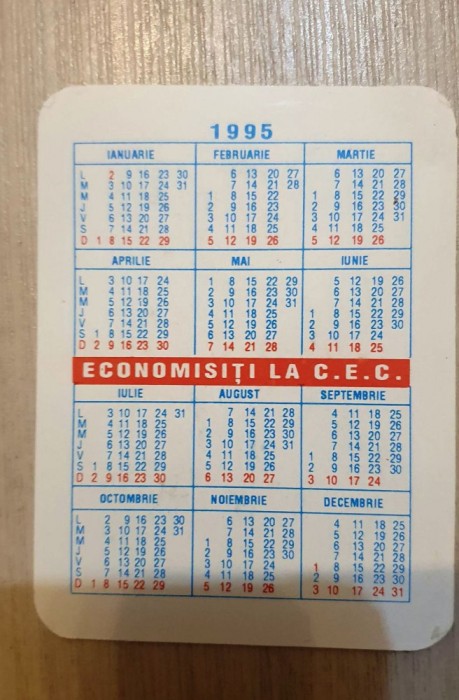 1995
IANUARIE FEBRUARIE MARTIE
L 2 9 16 23 30 6 13 20 27 6 13 20 27
M 3 10 17 24 31 7 14 21 28 7 14 21 28
M 4 11 18 25 1 8 15 22 1 8 15 22 29
J 5 12 19 26 2 9 16 23 2 9 16 23 30
V 6 13 20 27 3 10 17 24 3 10 17 24 31
S 7 14 21 28 4 11 18 25 4 11 18 25
D 1 8 15 22 29 5 12 19 26 5 12 19 26
APRILIE MAI IUNIE
L 3 10 17 24 1 8 15 22 29 5 12 19 26
M 4 11 18 25 2 9 16 23 30 6 13 20 27
M 5 12 19 26 3 10 17 24 31 7 14 21 28
J 6 13 20 27 4 11 18 25 1 8 15 22 29
V 7 14 21 28 5 12 19 26 2 9 16 23 30
S 1 8 15 22 29 6 13 20 27 3 10 17 24
D 2 9 16 23 30 7 14 21 28 4 11 18 25
ECONOMISIȚI LA C.E.C.
IULIE AUGUST SEPTEMBRIE
L 3 10 17 24 31 7 14 21 28 4 11 18 25
M 4 11 18 25 1 8 15 22 29 5 12 19 26
M 5 12 19 26 2 9 16 23 30 6 13 20 27
J 6 13 20 27 3 10 17 24 31 7 14 21 28
V 7 14 21 28 4 11 18 25 1 8 15 22 29
S 1 8 15 22 29 5 12 19 26 2 9 16 23 30
D 2 9 16 23 30 6 13 20 27 3 10 17 24
OCTOMBRIE NOIEMBRIE DECEMBRIE
L 2 9 16 23 30 6 13 20 27 4 11 18 25
M 3 10 17 24 31 7 14 21 28 5 12 19 26
M 4 11 18 25 1 8 15 22 29 6 13 20 27
J 5 12 19 26 2 9 16 23 30 7 14 21 28
V 6 13 20 27 3 10 17 24 1 8 15 22 29
S 7 14 21 28 4 11 18 25 2 9 16 23 30
D 1 8 15 22 29 5 12 19 26 3 10 17 24 31